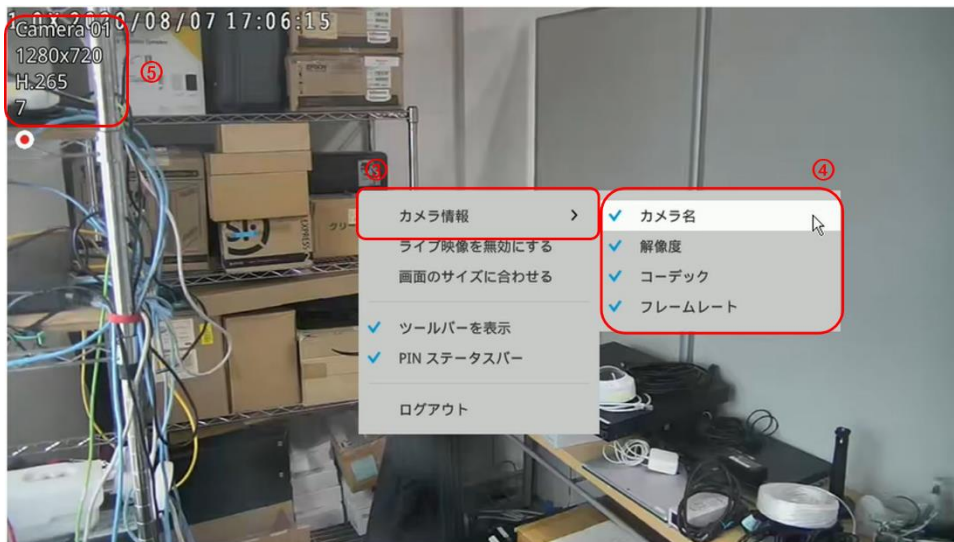 2020/08/07 17:06:15
Camera 01
1280x720
H.265
7
⑤
③
④
カメラ情報
ライブ映像を無効にする
画面のサイズに合わせる
ツールバーを表示
PIN ステータスバー
ログアウト
カメラ名
解像度
コーデック
フレームレート
EPSON